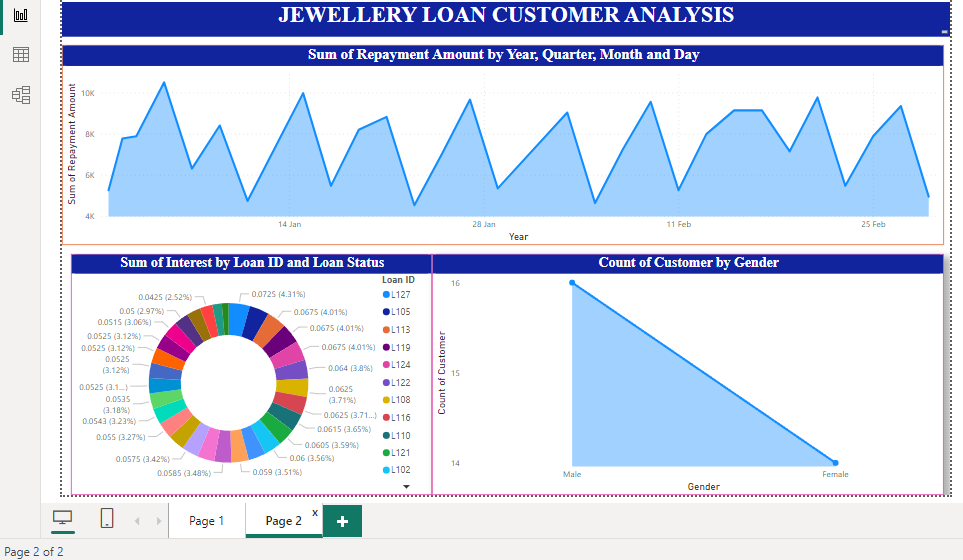 JEWELLERY LOAN CUSTOMER ANALYSIS
Sum of Repayment Amount by Year, Quarter, Month and Day
Sum of Repayment Amount
10K
8K
6K
4K
14 Jan
28 Jan
11 Feb
25 Feb
Year
Sum of Interest by Loan ID and Loan Status
0.0725 (4.31%)
0.0675 (4.01%)
0.0675 (4.01%)
0.0675 (4.01%)
0.064 (3.8%)
0.0625
(3.71%)
0.0625 (3.71...)
0.0615 (3.65%)
0.0605 (3.59%)
0.06 (3.56%)
0.059 (3.51%)
0.0585 (3.48%)
0.0575 (3.42%)
0.055 (3.27%)
0.0543 (3.23%)
0.0535
(3.18%)
0.0525 (3.1...)
0.0525
(3.12%)
0.0525 (3.12%)
0.0525 (3.12%)
0.0515 (3.06%)
0.05 (2.97%)
0.0425 (2.52%)
Loan ID
L127
L105
L113
L119
L124
L122
L108
L116
L110
L121
L102
Count of Customer by Gender
Count of Customer
16
15
14
Male
Female
Gender
Page 1
Page 2
x
+
Page 2 of 2